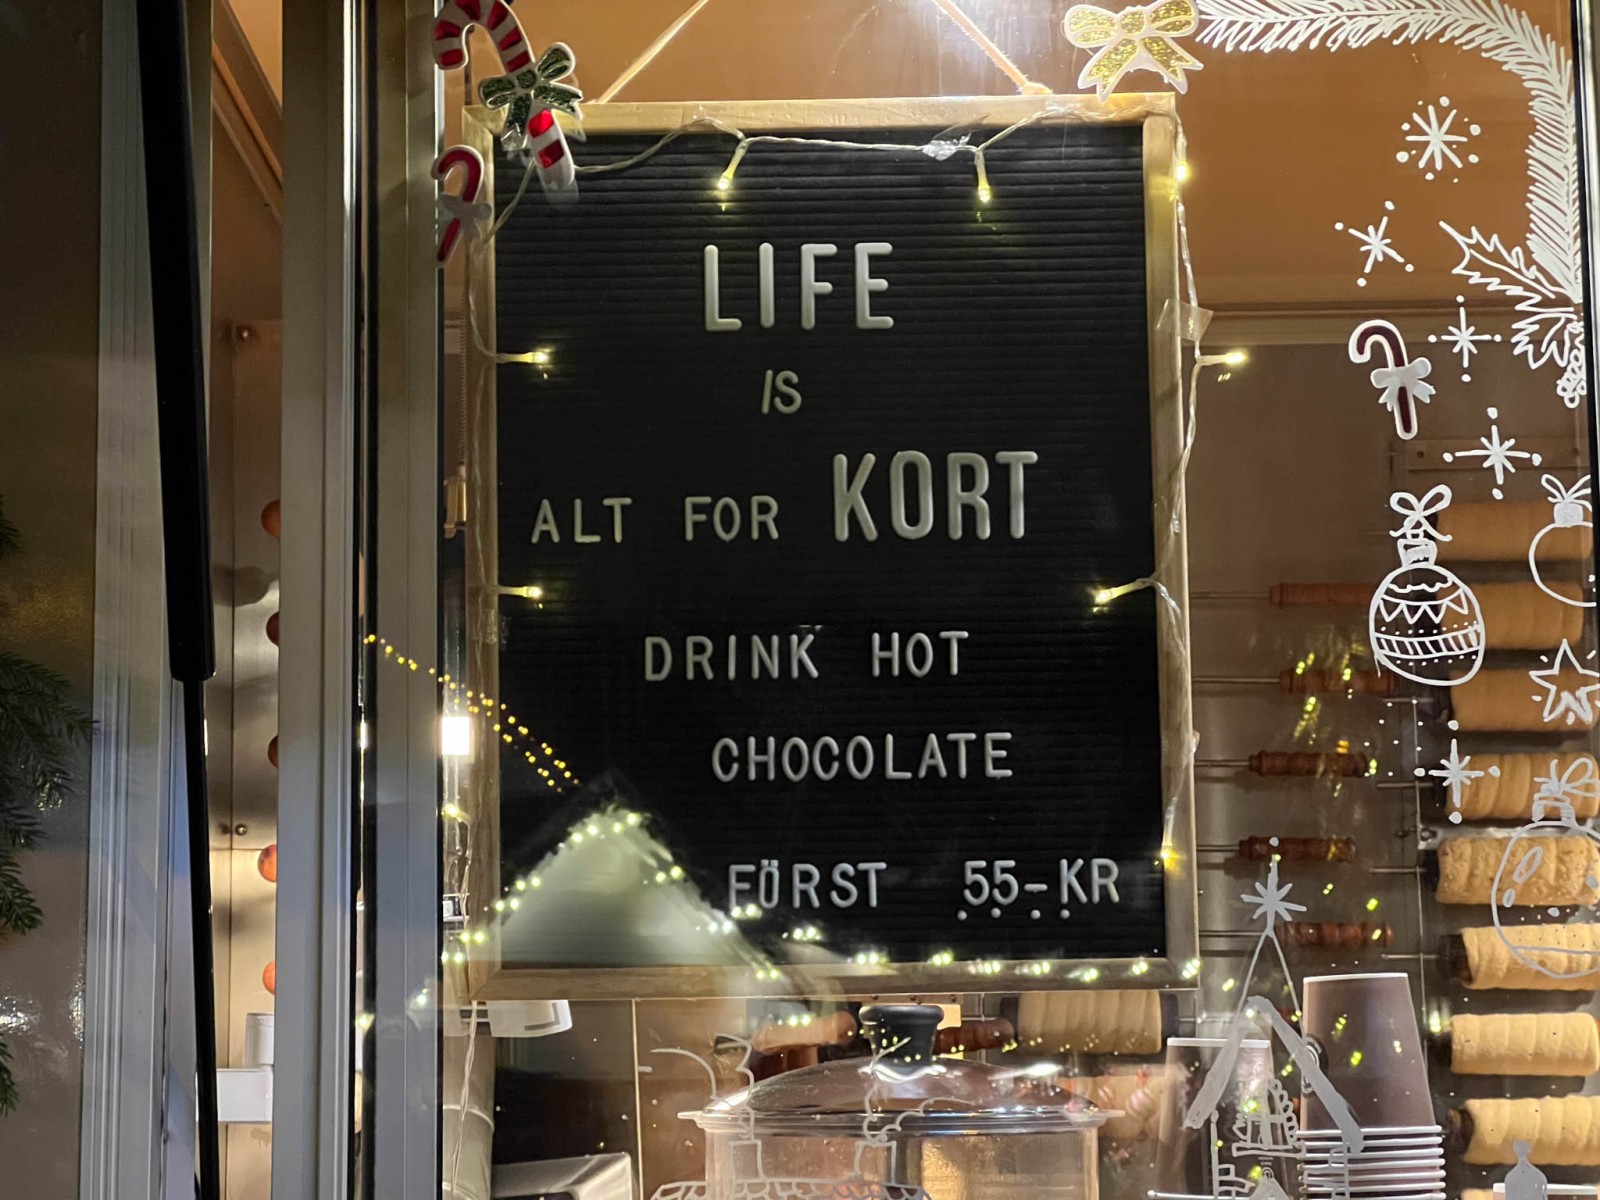 LIFE
IS
ALT FOR KORT
DRINK HOT
CHOCOLATE
FÖRST 55-KR